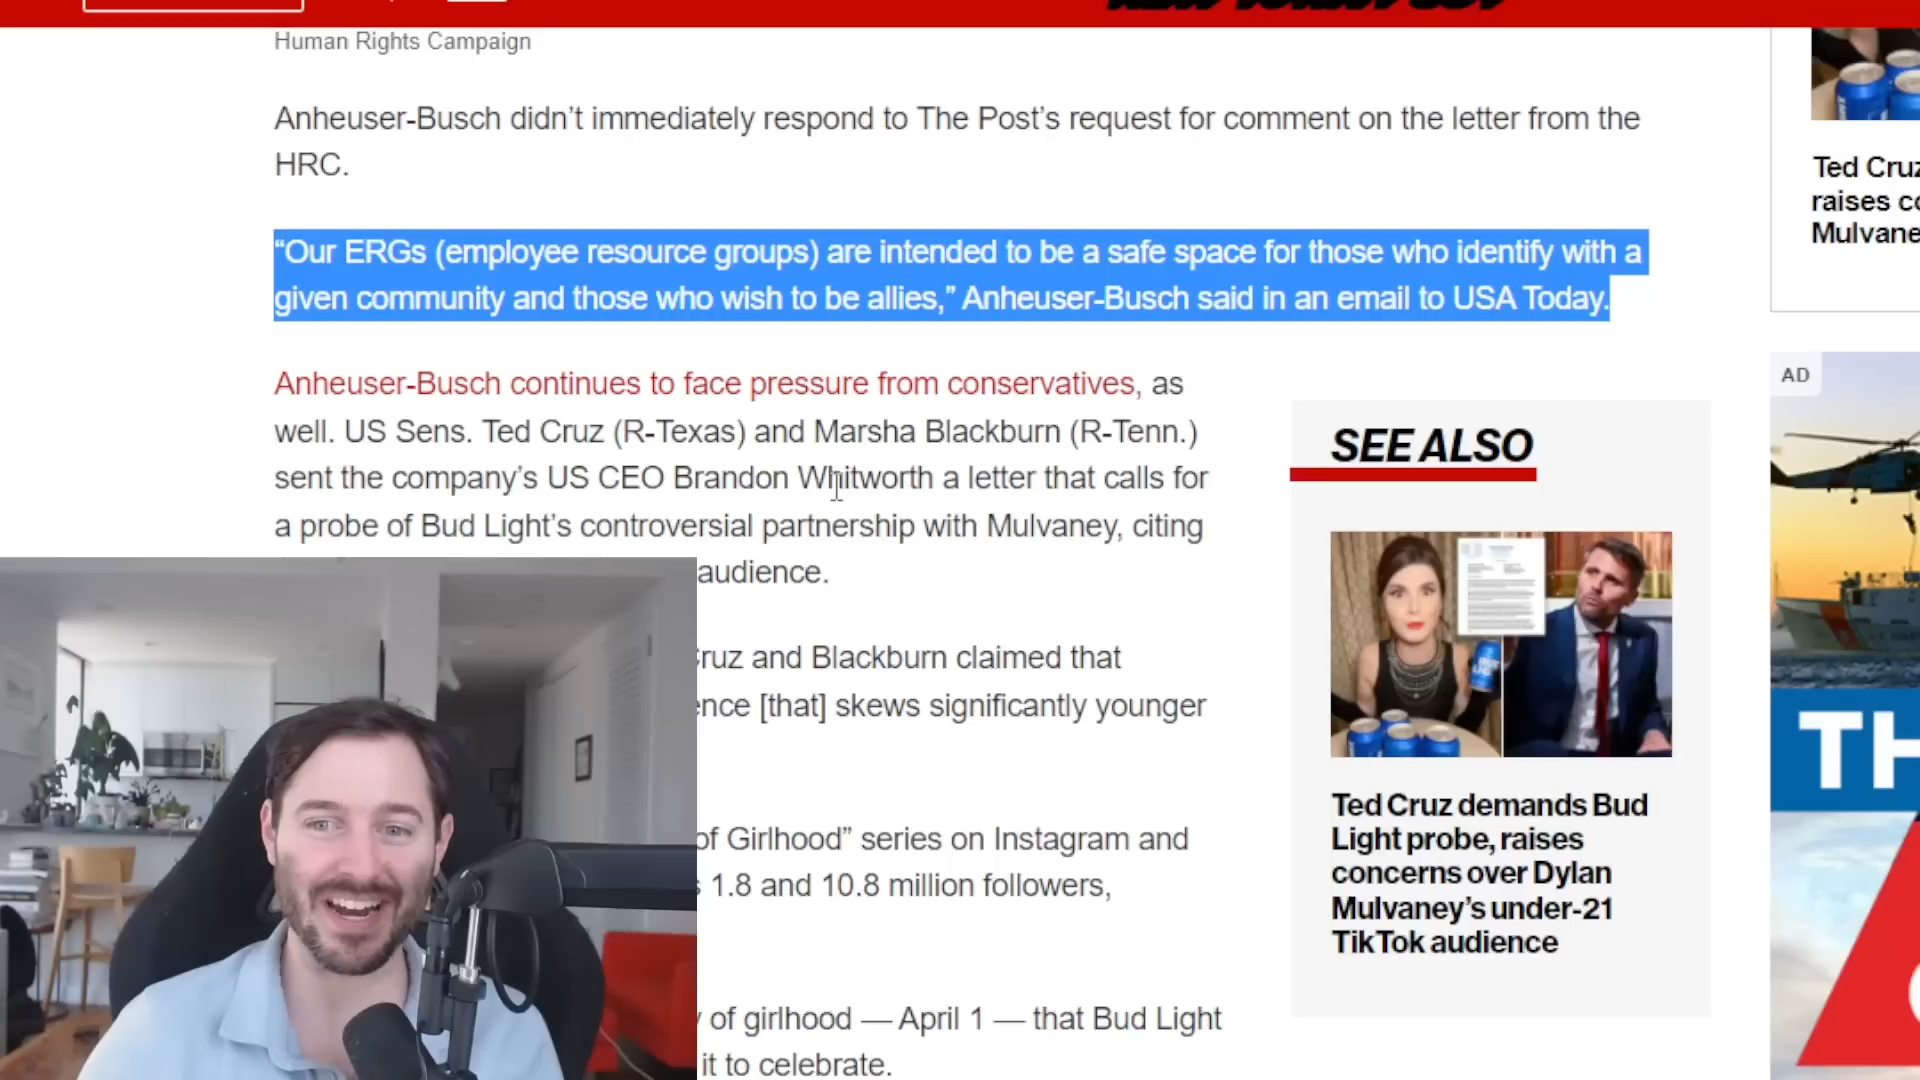 Human Rights Campaign
Anheuser-Busch didn’t immediately respond to The Post’s request for comment on the letter from the
HRC.
“Our ERGs (employee resource groups) are intended to be a safe space for those who identify with a
given community and those who wish to be allies,” Anheuser-Busch said in an email to USA Today.
Anheuser-Busch continues to face pressure from conservatives, as
well. US Sens. Ted Cruz (R-Texas) and Marsha Blackburn (R-Tenn.)
sent the company’s US CEO Brandon Whitworth a letter that calls for
a probe of Bud Light’s controversial partnership with Mulvaney, citing
audience.
Cruz and Blackburn claimed that
[that] skews significantly younger
of Girlhood” series on Instagram and
1.8 and 10.8 million followers,
of girlhood — April 1 — that Bud Light
it to celebrate.
SEE ALSO
Ted Cruz demands Bud
Light probe, raises
concerns over Dylan
Mulvaney’s under-21
TikTok audience
Ted Cruz
raises
AD